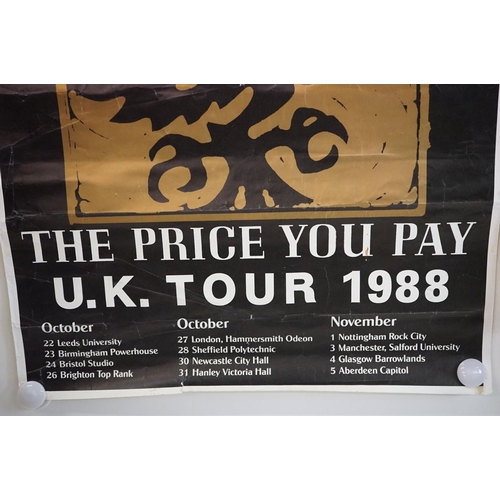 THE PRICE YOU PAY
U.K. TOUR 1988
October
22 Leeds University
23 Birmingham Powerhouse
24 Bristol Studio
26 Brighton Top Rank
October
27 London, Hammersmith Odeon
28 Sheffield Polytechnic
30 Newcastle City Hall
31 Hanley Victoria Hall
November
1 Nottingham Rock City
3 Manchester, Salford University
4 Glasgow Barrowlands
5 Aberdeen Capitol